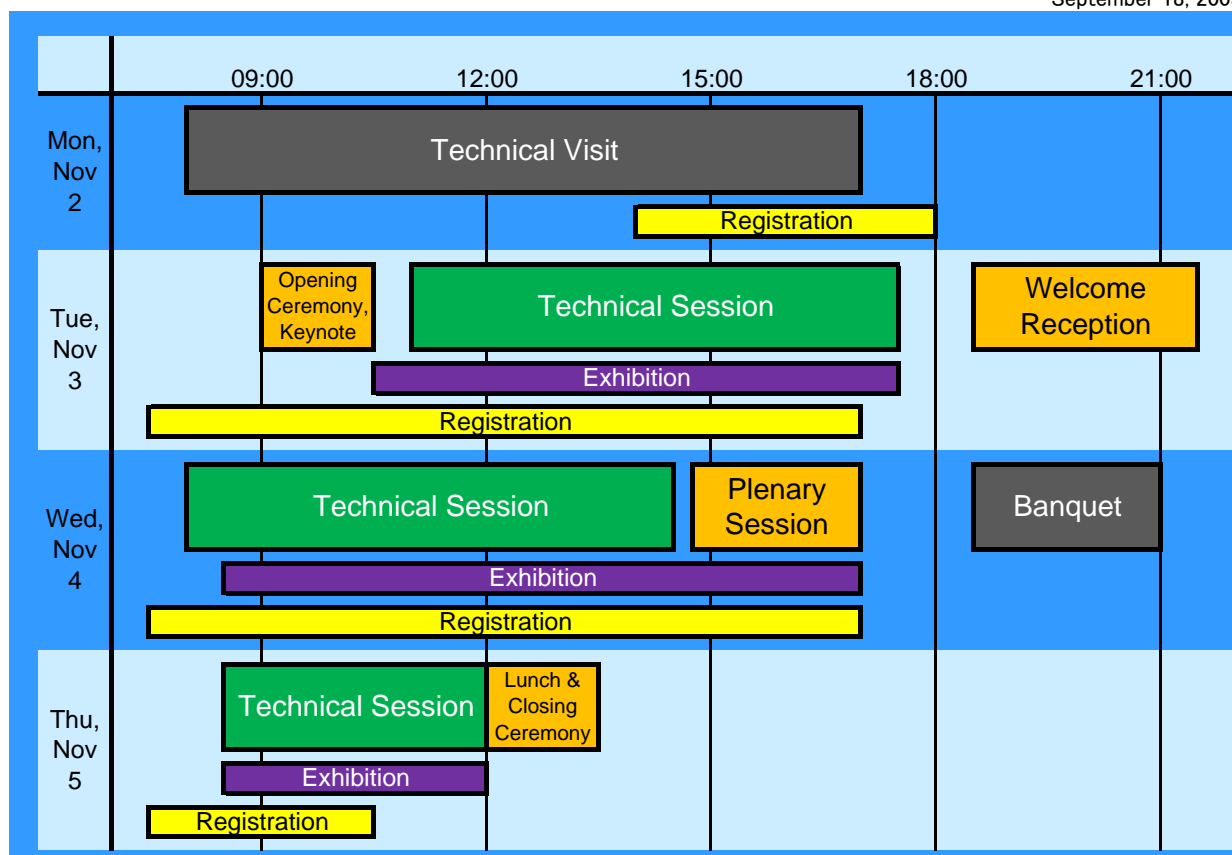 09:00 12:00 15:00 18:00 21:00
Mon,
Nov
2
Technical Visit
Registration
Tue,
Nov
3
Opening
Ceremony,
Keynote
Technical Session
Welcome
Reception
Exhibition
Registration
Wed,
Nov
4
Technical Session
Plenary
Session
Banquet
Exhibition
Registration
Thu,
Nov
5
Technical Session
Lunch &
Closing
Ceremony
Exhibition
Registration